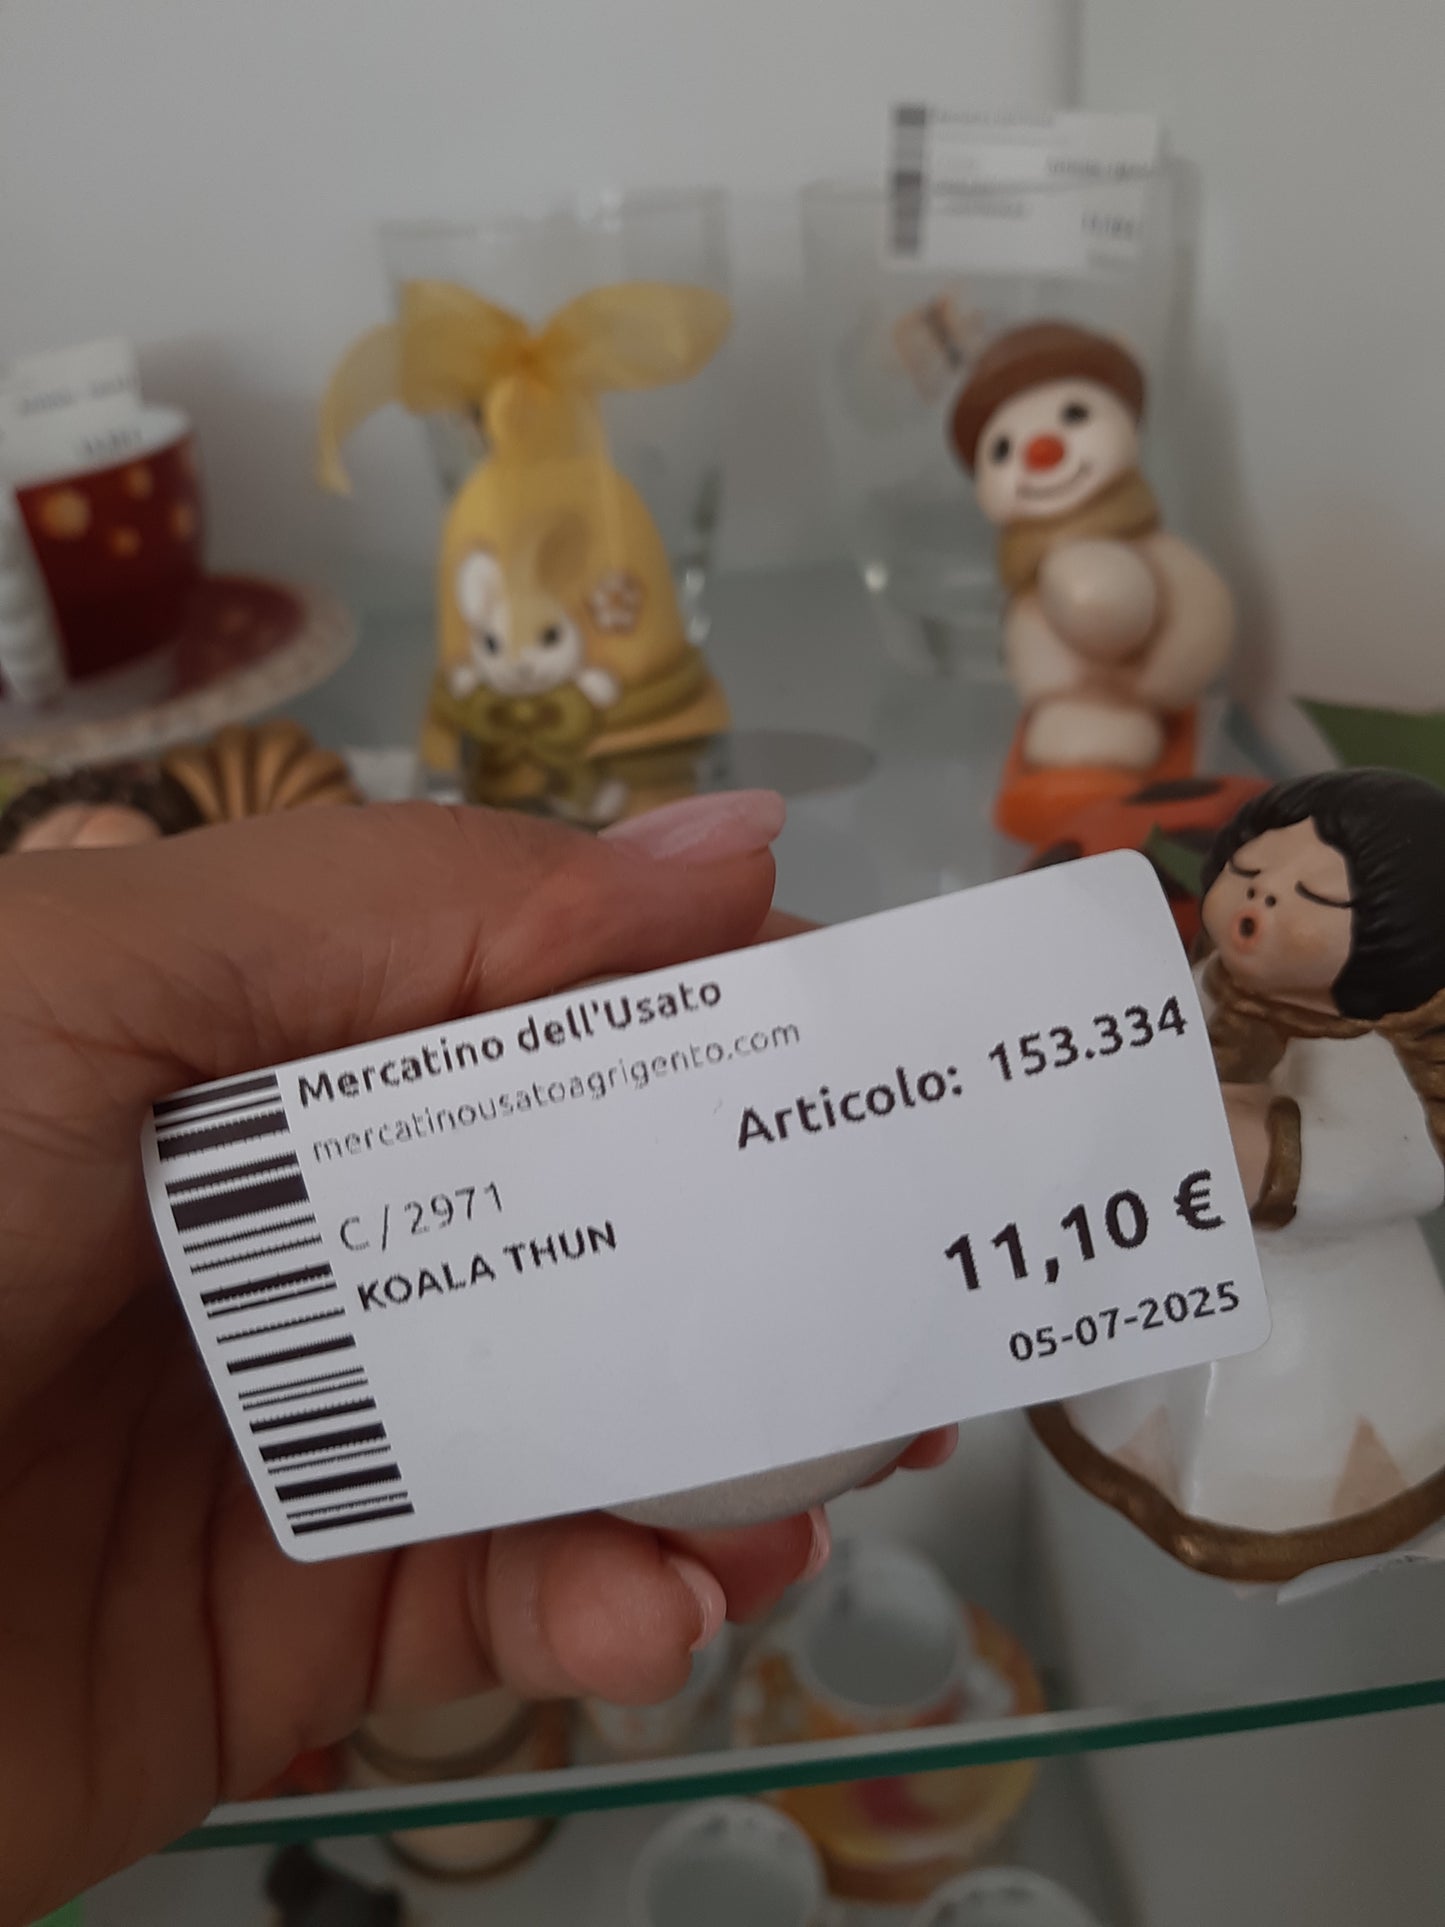 Mercatino dell'Usato
mercatinousatoagrigento.com
Articolo: 153.334
C / 2971
KOALA THUN
11,10 €
05-07-2025